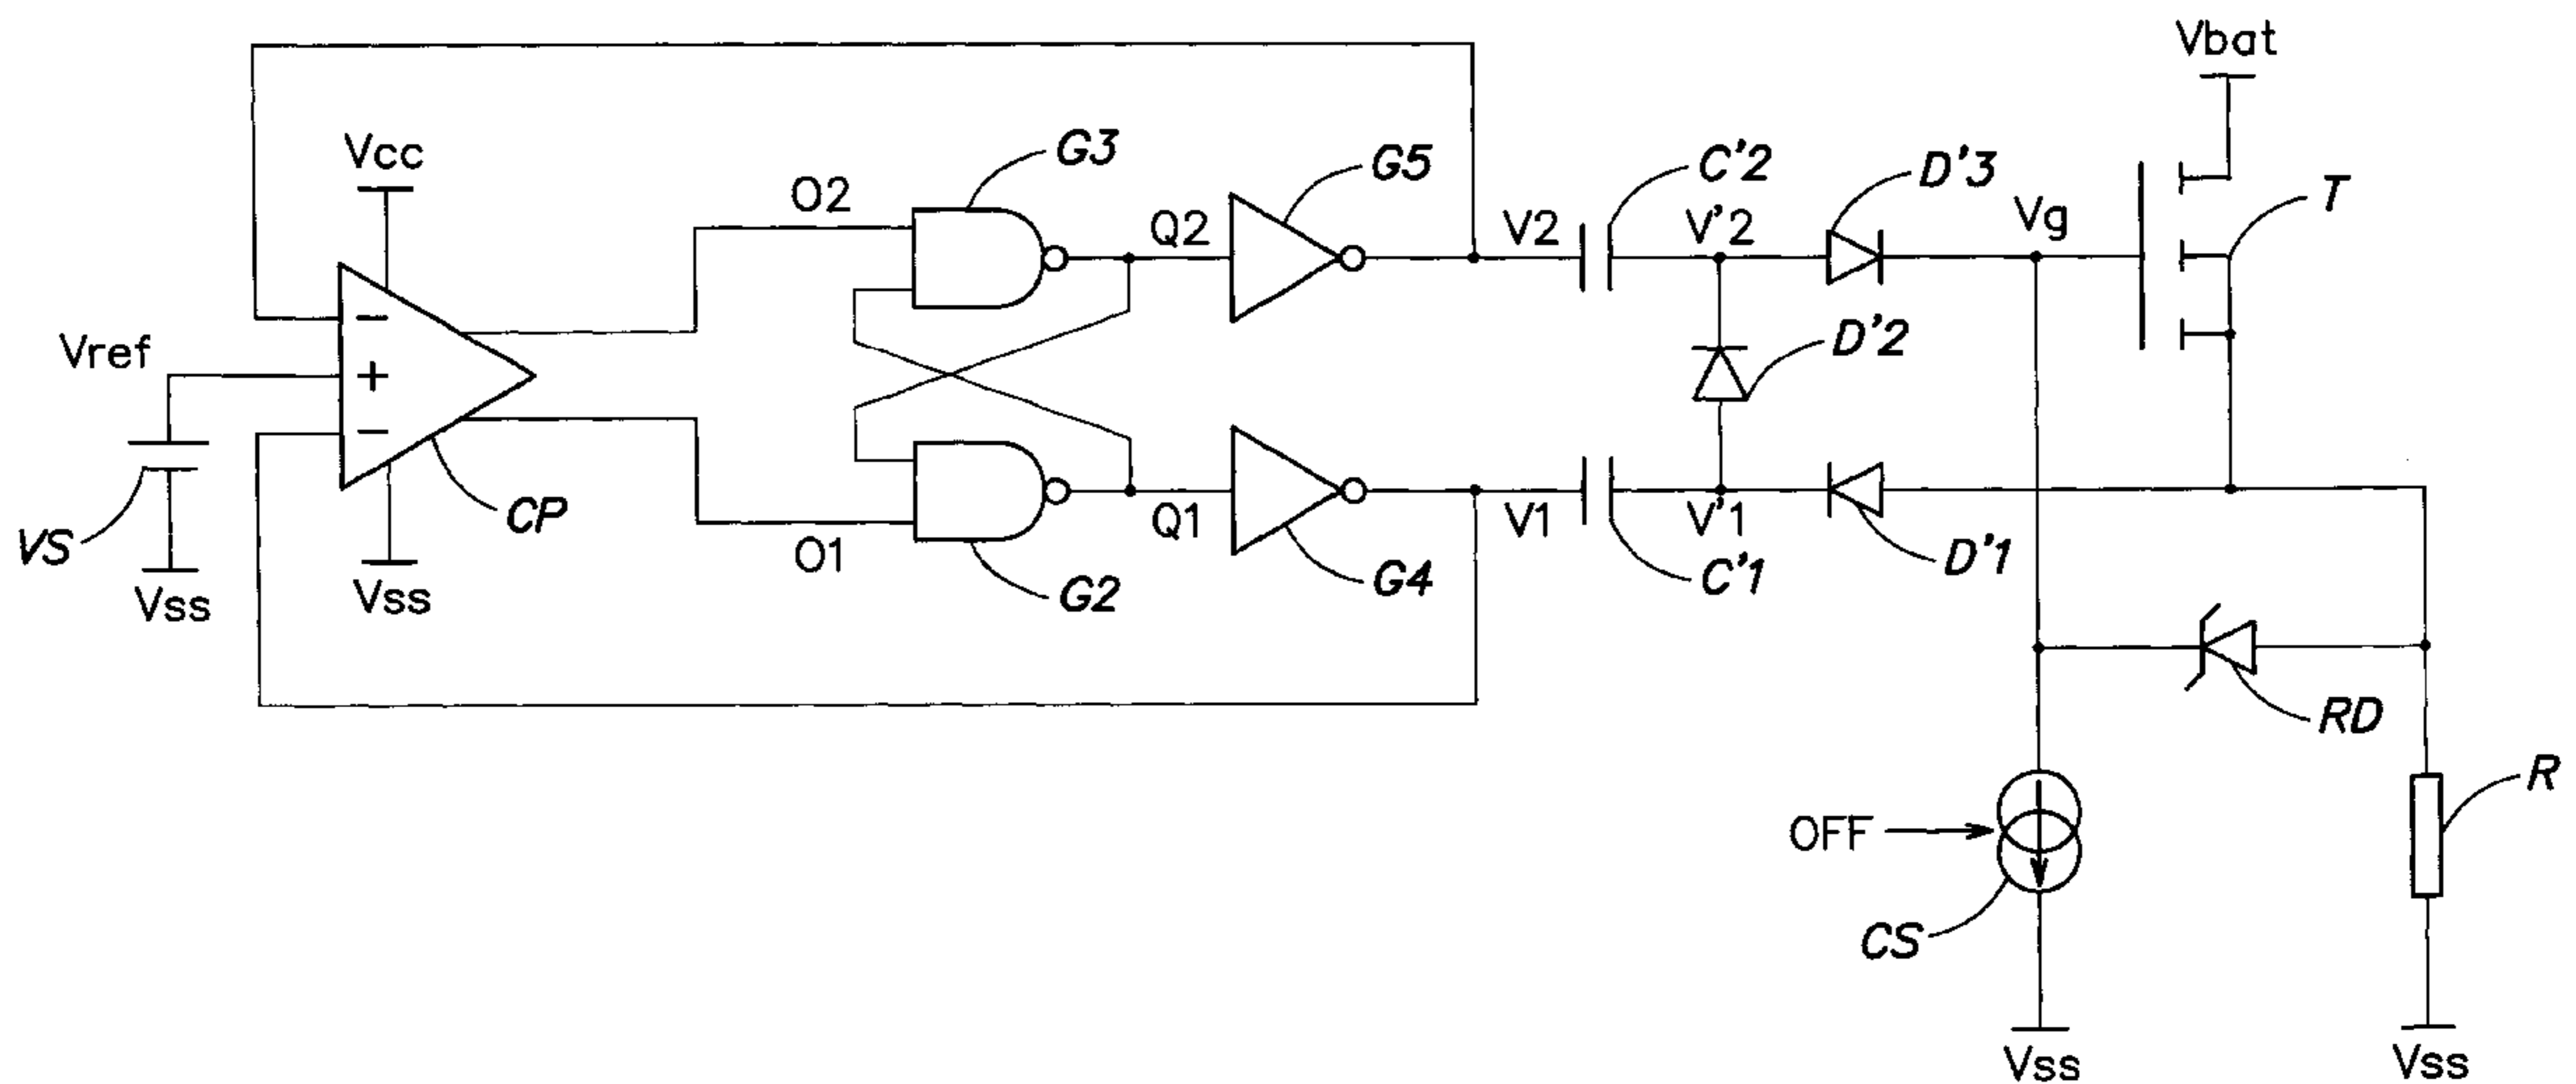 Vbat
G3
Vcc
G5
C'2
D'3
O2
T
Q2
V2
V'2
Vg
−
Vref
+
D'2
−
VS
CP
O1
Q1
V1
V'1
D'1
Vss
Vss
G2
G4
C'1
RD
R
OFF
CS
Vss
Vss